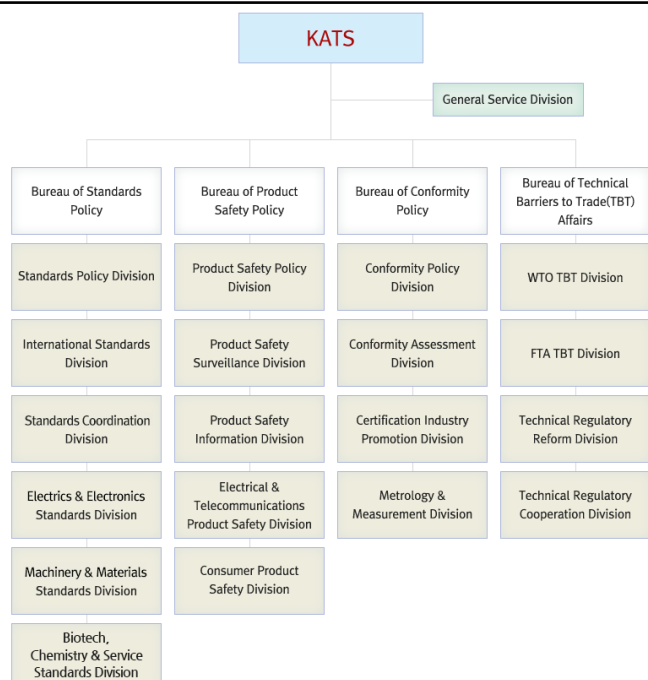 KATS
General Service Division
Bureau of Standards
Policy
Standards Policy Division
International Standards
Division
Standards Coordination
Division
Electrics & Electronics
Standards Division
Machinery & Materials
Standards Division
Biotech,
Chemistry & Service
Standards Division
Bureau of Product
Safety Policy
Product Safety Policy
Division
Product Safety
Surveillance Division
Product Safety
Information Division
Electrical &
Telecommunications
Product Safety Division
Consumer Product
Safety Division
Bureau of Conformity
Policy
Conformity Policy
Division
Conformity Assessment
Division
Certification Industry
Promotion Division
Metrology &
Measurement Division
Bureau of Technical
Barriers to Trade(TBT)
Affairs
WTO TBT Division
FTA TBT Division
Technical Regulatory
Reform Division
Technical Regulatory
Cooperation Division